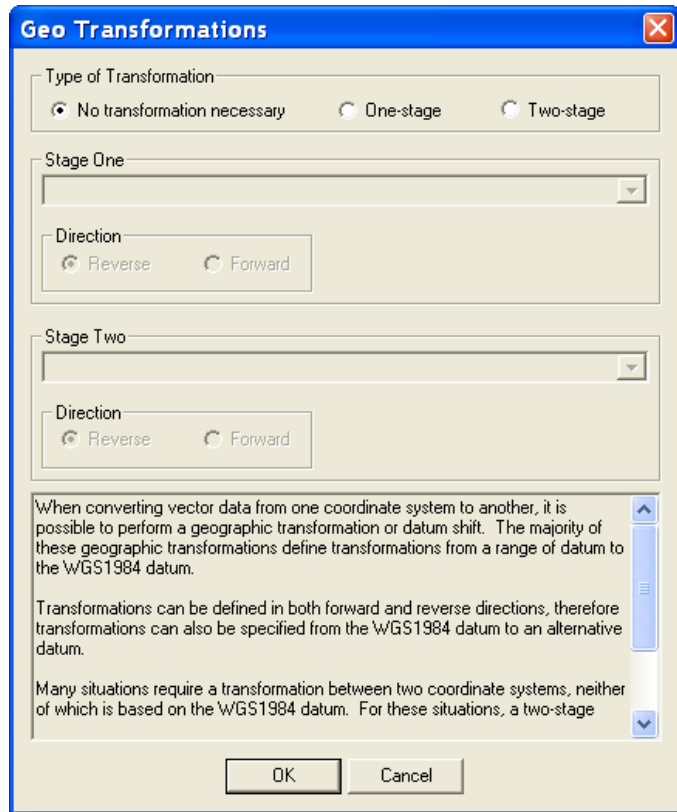 Geo Transformations
Type of Transformation
No transformation necessary One-stage Two-stage
Stage One
Direction
Reverse Forward
Stage Two
Direction
Reverse Forward
When converting vector data from one coordinate system to another, it is
possible to perform a geographic transformation or datum shift. The majority of
these geographic transformations define transformations from a range of datum to
the WGS1984 datum.
Transformations can be defined in both forward and reverse directions, therefore
transformations can also be specified from the WGS1984 datum to an alternative
datum.
Many situations require a transformation between two coordinate systems, neither
of which is based on the WGS1984 datum. For these situations, a two-stage
OK Cancel